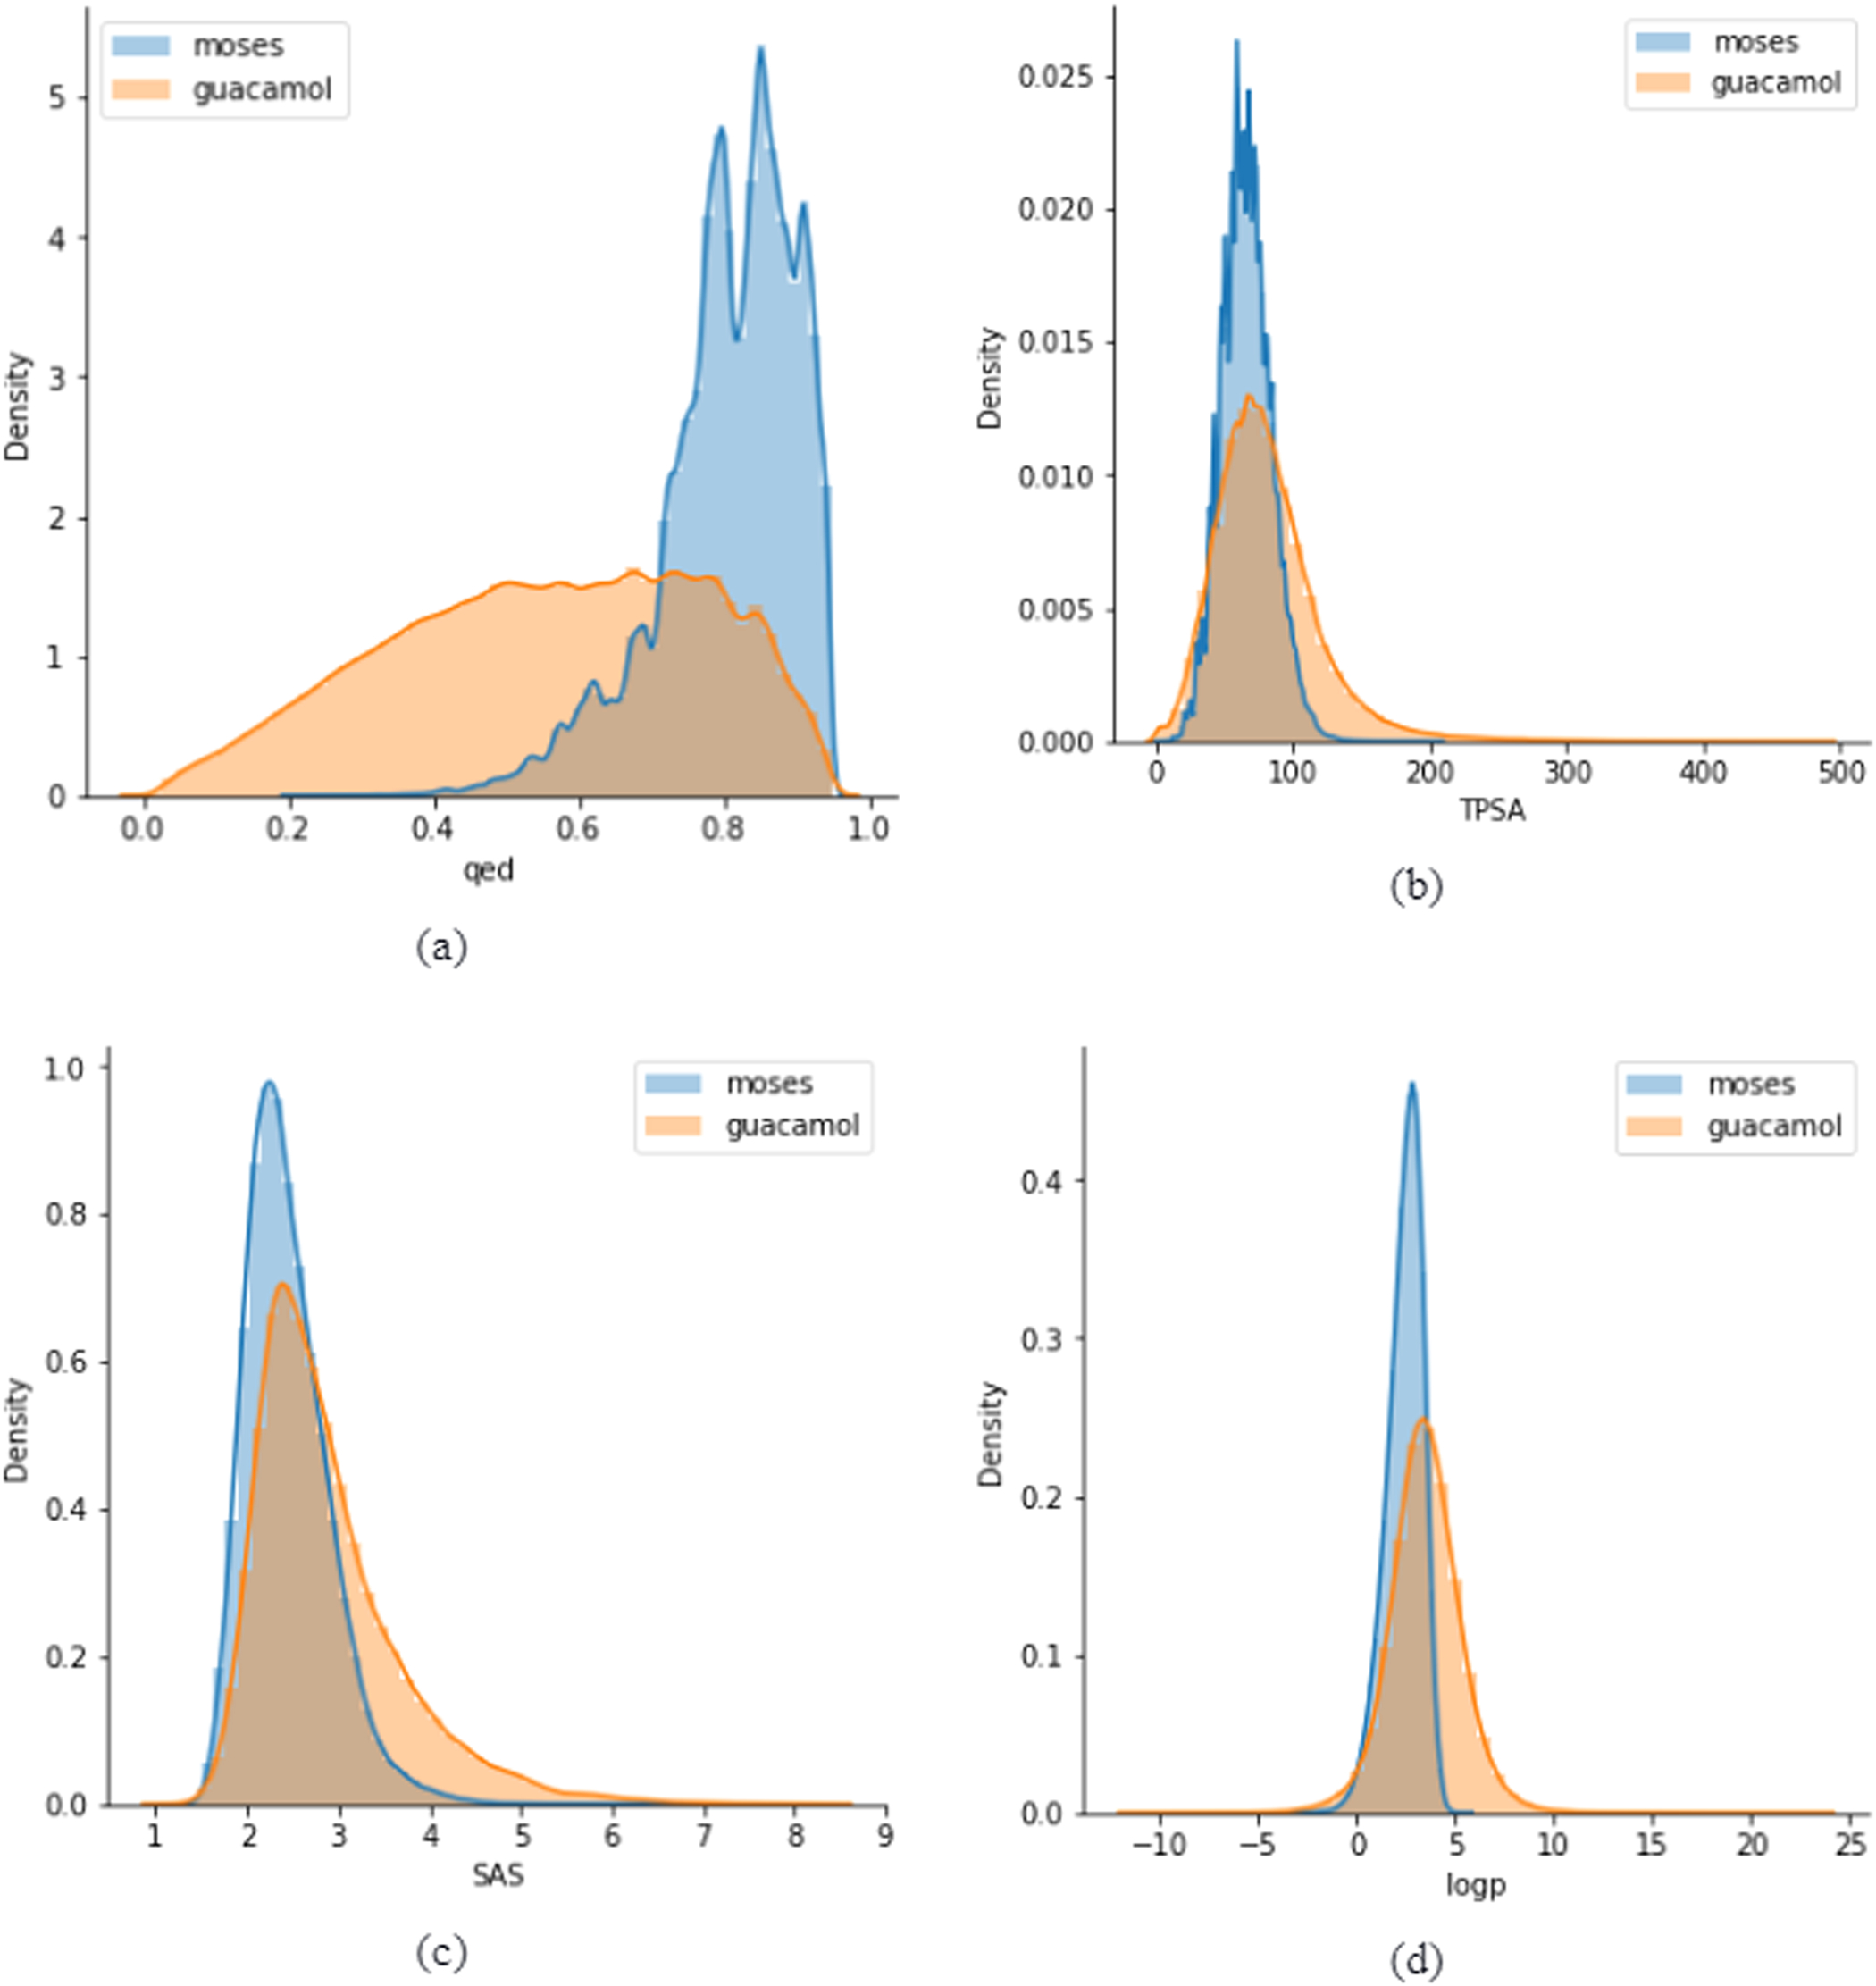 moses
guacamol
5
4
3
2
1
0
Density
0.0 0.2 0.4 0.6 0.8 1.0
qed
(a)
moses
guacamol
0.025
0.020
0.015
0.010
0.005
0.000
Density
0 100 200 300 400 500
TPSA
(b)
moses
guacamol
1.0
0.8
0.6
0.4
0.2
0.0
Density
1 2 3 4 5 6 7 8 9
SAS
(c)
moses
guacamol
0.4
0.3
0.2
0.1
0.0
Density
−10 −5 0 5 10 15 20 25
logp
(d)